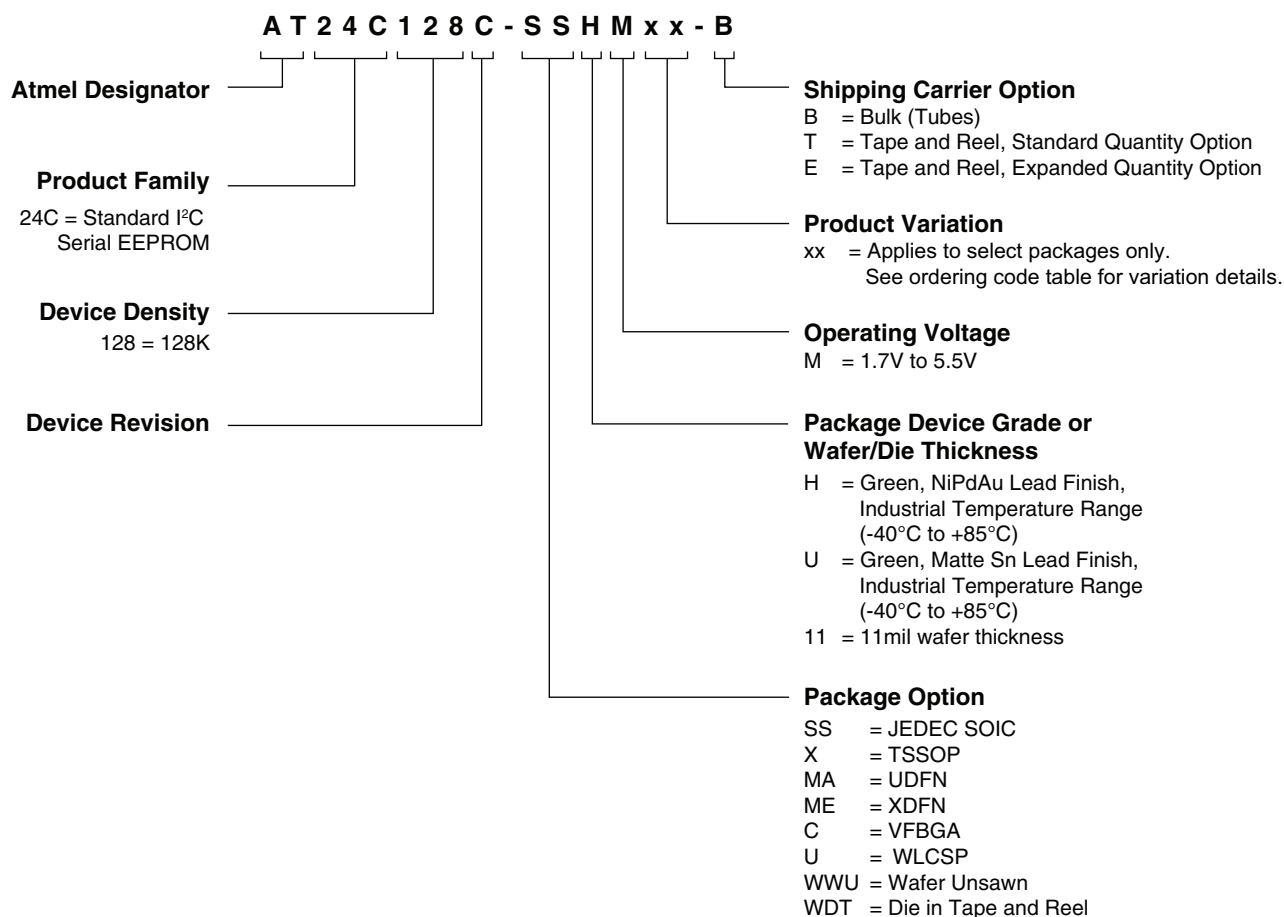 AT24C128C-SSHMxx-B
Atmel Designator
Product Family
24C = Standard I²C
Serial EEPROM
Device Density
128 = 128K
Device Revision
Shipping Carrier Option
B = Bulk (Tubes)
T = Tape and Reel, Standard Quantity Option
E = Tape and Reel, Expanded Quantity Option
Product Variation
xx = Applies to select packages only.
See ordering code table for variation details.
Operating Voltage
M = 1.7V to 5.5V
Package Device Grade or
Wafer/Die Thickness
H = Green, NiPdAu Lead Finish,
Industrial Temperature Range
(-40°C to +85°C)
U = Green, Matte Sn Lead Finish,
Industrial Temperature Range
(-40°C to +85°C)
11 = 11mil wafer thickness
Package Option
SS = JEDEC SOIC
X = TSSOP
MA = UDFN
ME = XDFN
C = VFBGA
U = WLCSP
WWU = Wafer Unsawn
WDT = Die in Tape and Reel